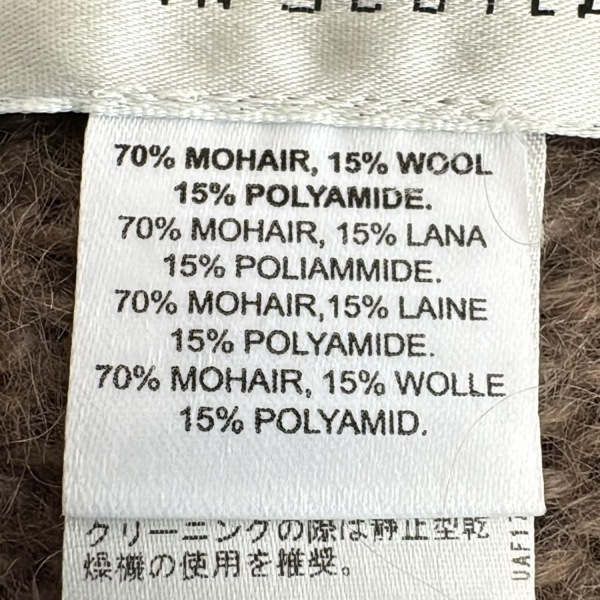 70% MOHAIR, 15% WOOL
15% POLYAMIDE.
70% MOHAIR, 15% LANA
15% POLIAMMIDE.
70% MOHAIR,15% LAINE
15% POLYAMIDE.
70% MOHAIR, 15% WOLLE
15% POLYAMID.
クリーニングの際は静止型乾
燥機の使用を推奨。